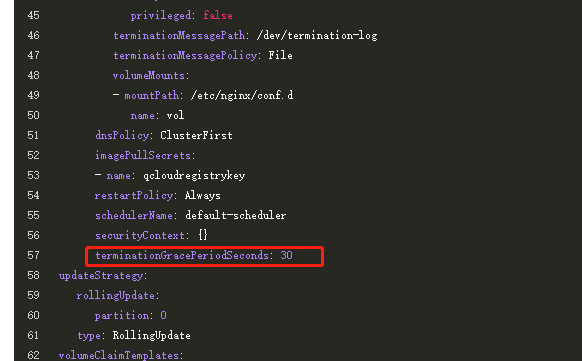 45 privileged: false
46 terminationMessagePath: /dev/termination-log
47 terminationMessagePolicy: File
48 volumeMounts:
49 - mountPath: /etc/nginx/conf.d
50 name: vol
51 dnsPolicy: ClusterFirst
52 imagePullSecrets:
53 - name: qcloudregistrykey
54 restartPolicy: Always
55 schedulerName: default-scheduler
56 securityContext: {}
57 terminationGracePeriodSeconds: 30
58 updateStrategy:
59 rollingUpdate:
60 partition: 0
61 type: RollingUpdate
62 volumeClaimTemplates: